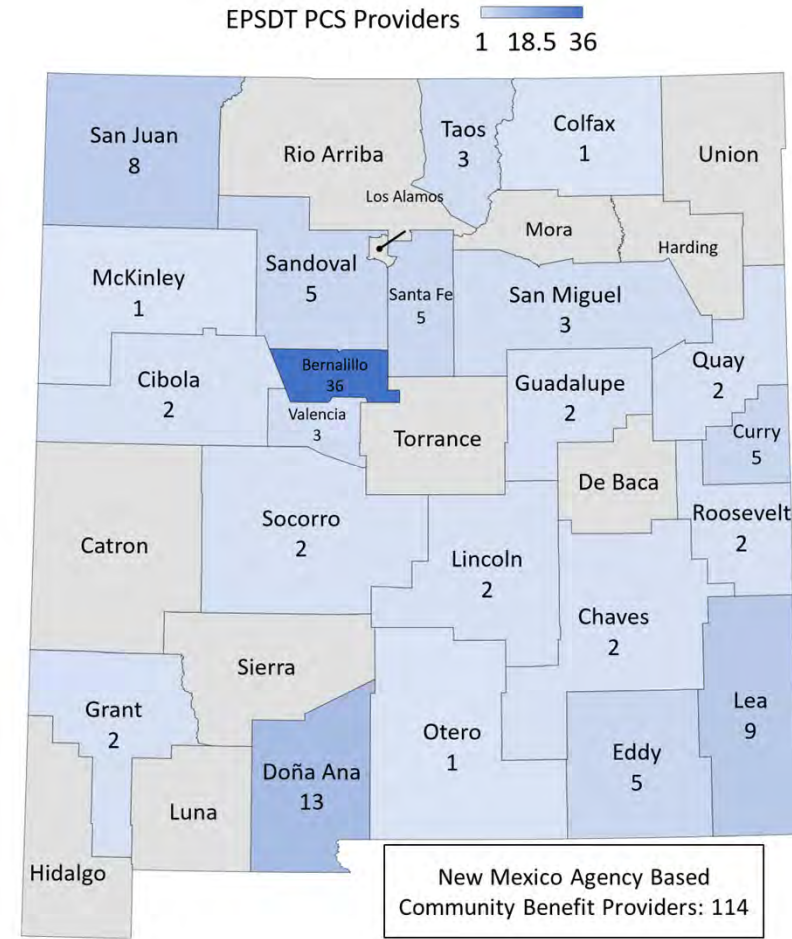 EPSDT PCS Providers
1 18.5 36
San Juan
8
Rio Arriba
Taos
3
Colfax
1
Union
Los Alamos
Mora
Harding
McKinley
1
Sandoval
5
Santa Fe
5
San Miguel
3
Quay
2
Cibola
2
Bernalillo
36
Valencia
3
Torrance
Guadalupe
2
Curry
5
De Baca
Roosevelt
2
Catron
Socorro
2
Lincoln
2
Chaves
2
Sierra
Grant
2
Doña Ana
13
Otero
1
Eddy
5
Lea
9
Luna
Hidalgo
New Mexico Agency Based
Community Benefit Providers: 114